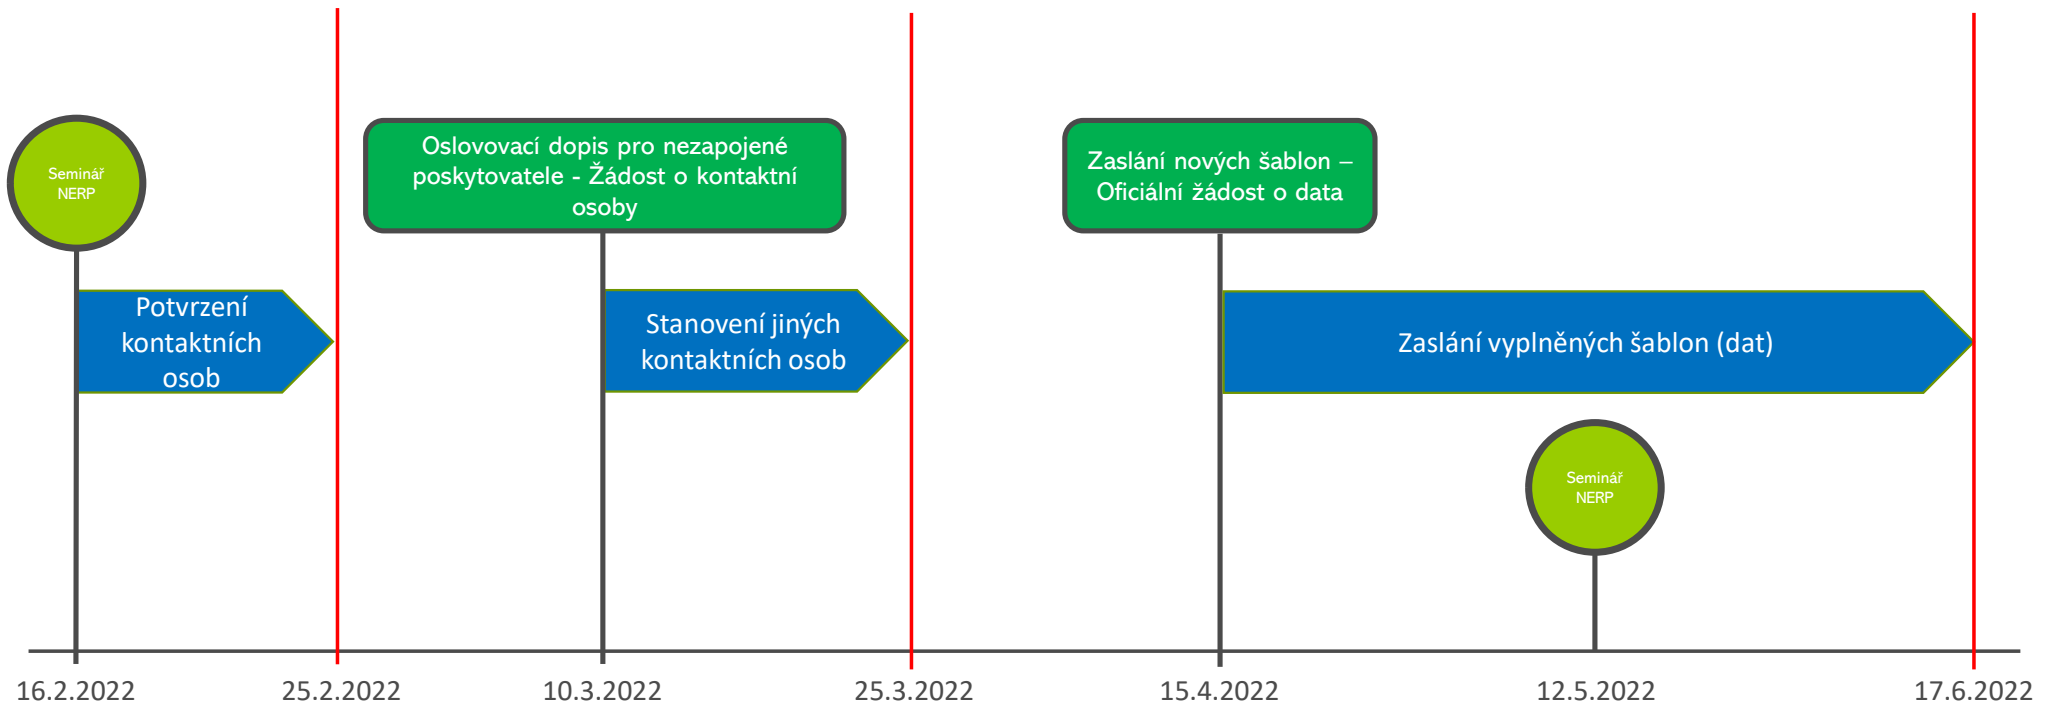 Seminář
NERP
Oslovovací dopis pro nezapojené
poskytovatele - Žádost o kontaktní
osoby
Zaslání nových šablon –
Oficiální žádost o data
Potvrzení
kontaktních
osob
Stanovení jiných
kontaktních osob
Zaslání vyplněných šablon (dat)
Seminář
NERP
16.2.2022
25.2.2022
10.3.2022
25.3.2022
15.4.2022
12.5.2022
17.6.2022